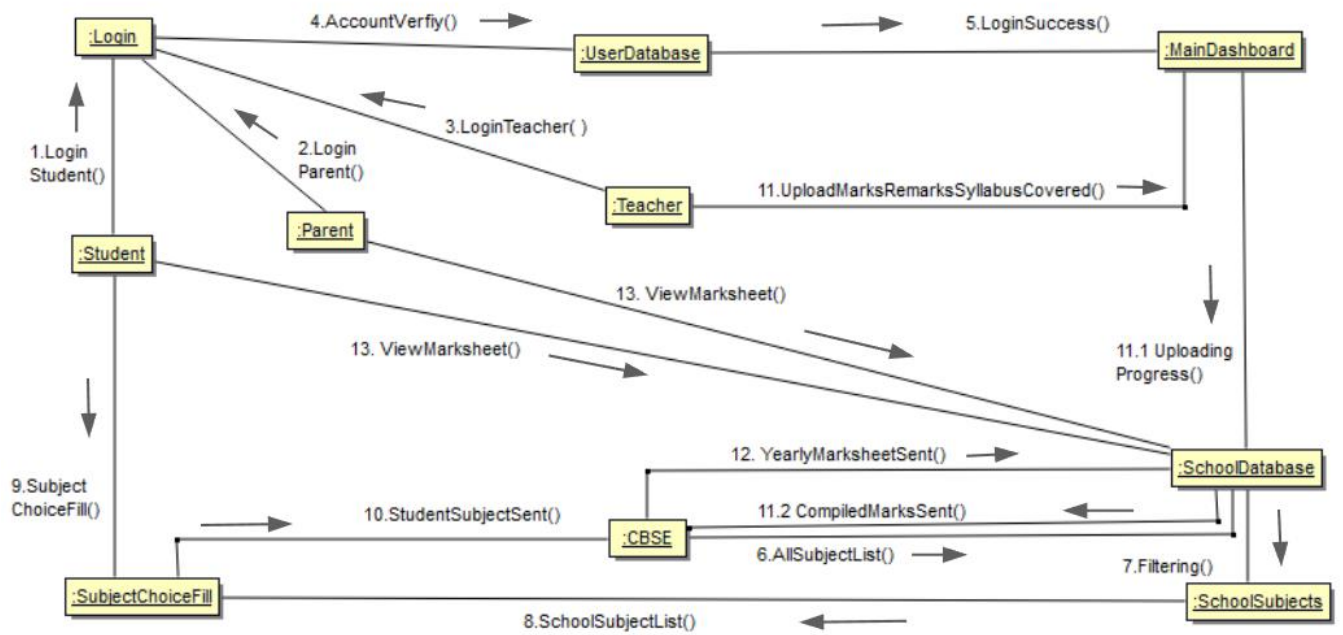 4.AccountVerfiy()
5.LoginSuccess()
:Login
:UserDatabase
:MainDashboard
3.LoginTeacher( )
1.Login
Student()
2.Login
Parent()
11.UploadMarksRemarksSyllabusCovered()
:Teacher
:Parent
:Student
13. ViewMarksheet()
13. ViewMarksheet()
11.1 Uploading
Progress()
12. YearlyMarksheetSent()
:SchoolDatabase
9.Subject
ChoiceFill()
10.StudentSubjectSent()
11.2 CompiledMarksSent()
:CBSE
6.AllSubjectList()
7.Filtering()
:SubjectChoiceFill
:SchoolSubjects
8.SchoolSubjectList()